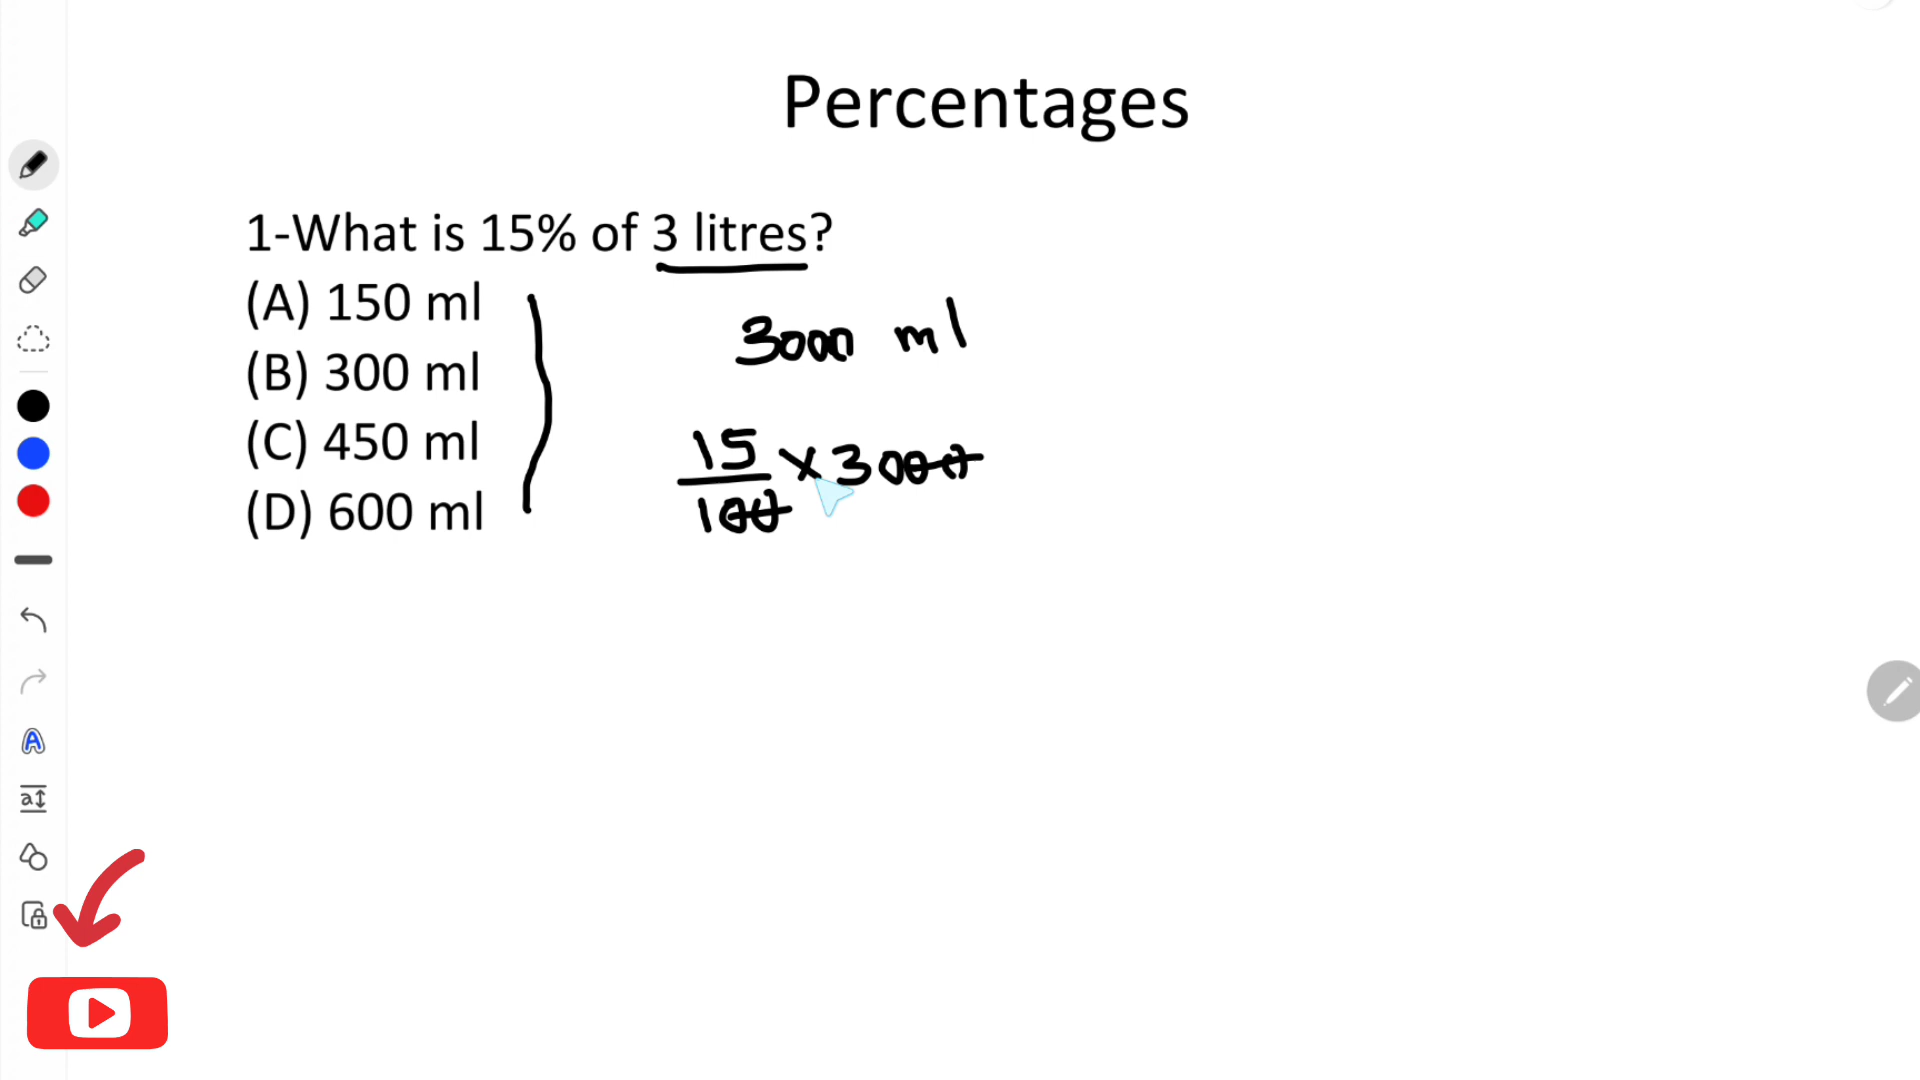 Percentages
1-What is 15% of 3 litres?
(A) 150 ml
(B) 300 ml
(C) 450 ml
(D) 600 ml
3000 ml
15
100
×3000